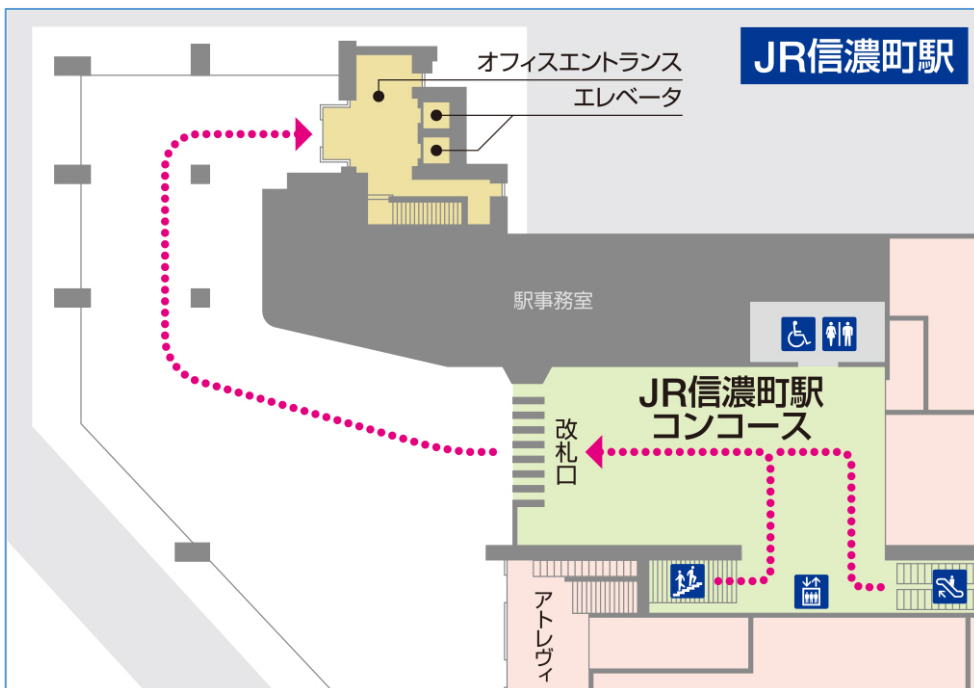 JR信濃町駅
オフィスエントランス
エレベータ
駅事務室
JR信濃町駅
コンコース
改札口
アトレヴィ